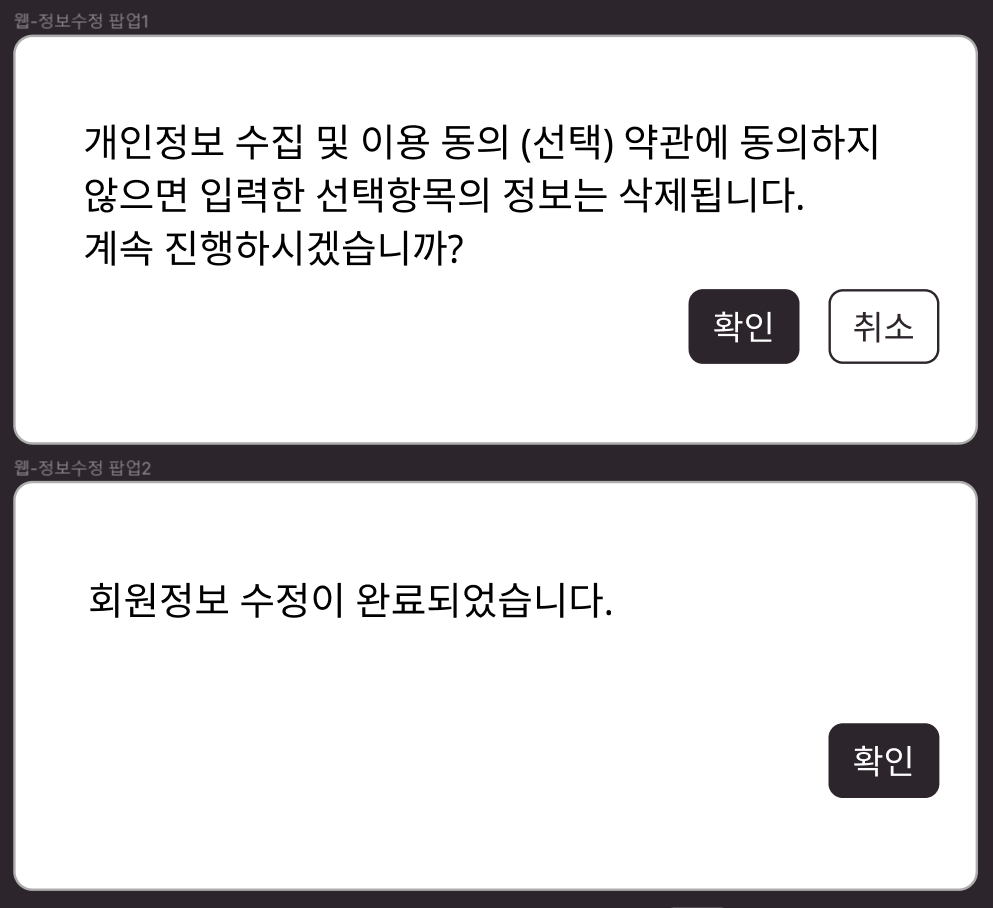 웹-정보수정 팝업1
개인정보 수집 및 이용 동의 (선택) 약관에 동의하지
않으면 입력한 선택항목의 정보는 삭제됩니다.
계속 진행하시겠습니까?
확인 취소
웹-정보수정 팝업2
회원정보 수정이 완료되었습니다.
확인